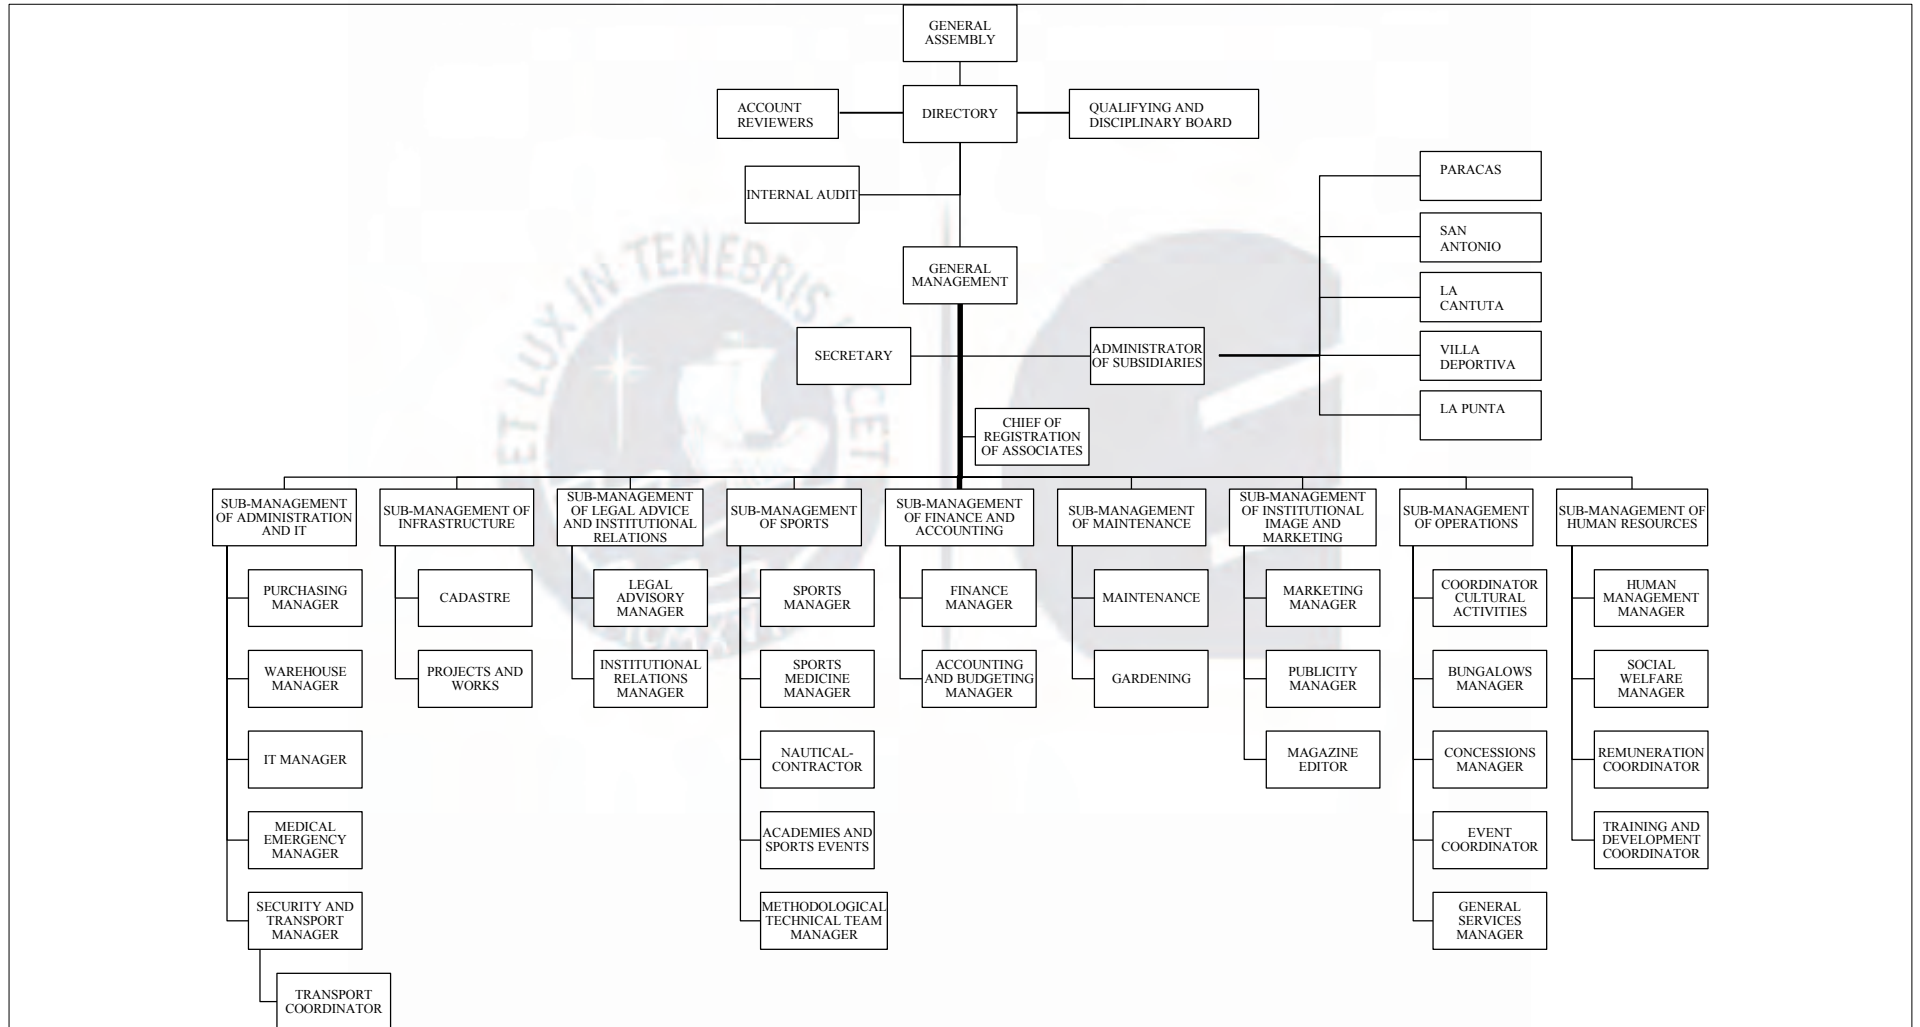 GENERAL
ASSEMBLY
ACCOUNT
REVIEWERS
DIRECTORY
QUALIFYING AND
DISCIPLINARY BOARD
INTERNAL AUDIT
PARACAS
SAN
ANTONIO
GENERAL
MANAGEMENT
LA
CANTUTA
SECRETARY
ADMINISTRATOR
OF SUBSIDIARIES
VILLA
DEPORTIVA
LA PUNTA
CHIEF OF
REGISTRATION
OF ASSOCIATES
ET LUX IN TENEBRIS
SUB-MANAGEMENT
OF ADMINISTRATION
AND IT
SUB-MANAGEMENT OF
INFRASTRUCTURE
SUB-MANAGEMENT
OF LEGAL ADVICE
AND INSTITUTIONAL
RELATIONS
SUB-MANAGEMENT
OF SPORTS
SUB-MANAGEMENT
OF FINANCE AND
ACCOUNTING
SUB-MANAGEMENT
OF MAINTENANCE
SUB-MANAGEMENT
OF INSTITUTIONAL
IMAGE AND
MARKETING
SUB-MANAGEMENT
OF OPERATIONS
SUB-MANAGEMENT OF
HUMAN RESOURCES
PURCHASING
MANAGER
CADASTRE
LEGAL
ADVISORY
MANAGER
SPORTS
MANAGER
FINANCE
MANAGER
MAINTENANCE
MARKETING
MANAGER
COORDINATOR
CULTURAL
ACTIVITIES
HUMAN
MANAGEMENT
MANAGER
WAREHOUSE
MANAGER
PROJECTS AND
WORKS
INSTITUTIONAL
RELATIONS
MANAGER
SPORTS
MEDICINE
MANAGER
ACCOUNTING
AND BUDGETING
MANAGER
GARDENING
PUBLICITY
MANAGER
BUNGALOWS
MANAGER
SOCIAL
WELFARE
MANAGER
IT MANAGER
NAUTICAL-
CONTRACTOR
MAGAZINE
EDITOR
CONCESSIONS
MANAGER
REMUNERATION
COORDINATOR
MEDICAL
EMERGENCY
MANAGER
ACADEMIES AND
SPORTS EVENTS
EVENT
COORDINATOR
TRAINING AND
DEVELOPMENT
COORDINATOR
SECURITY AND
TRANSPORT
MANAGER
METHODOLOGICAL
TECHNICAL TEAM
MANAGER
GENERAL
SERVICES
MANAGER
TRANSPORT
COORDINATOR